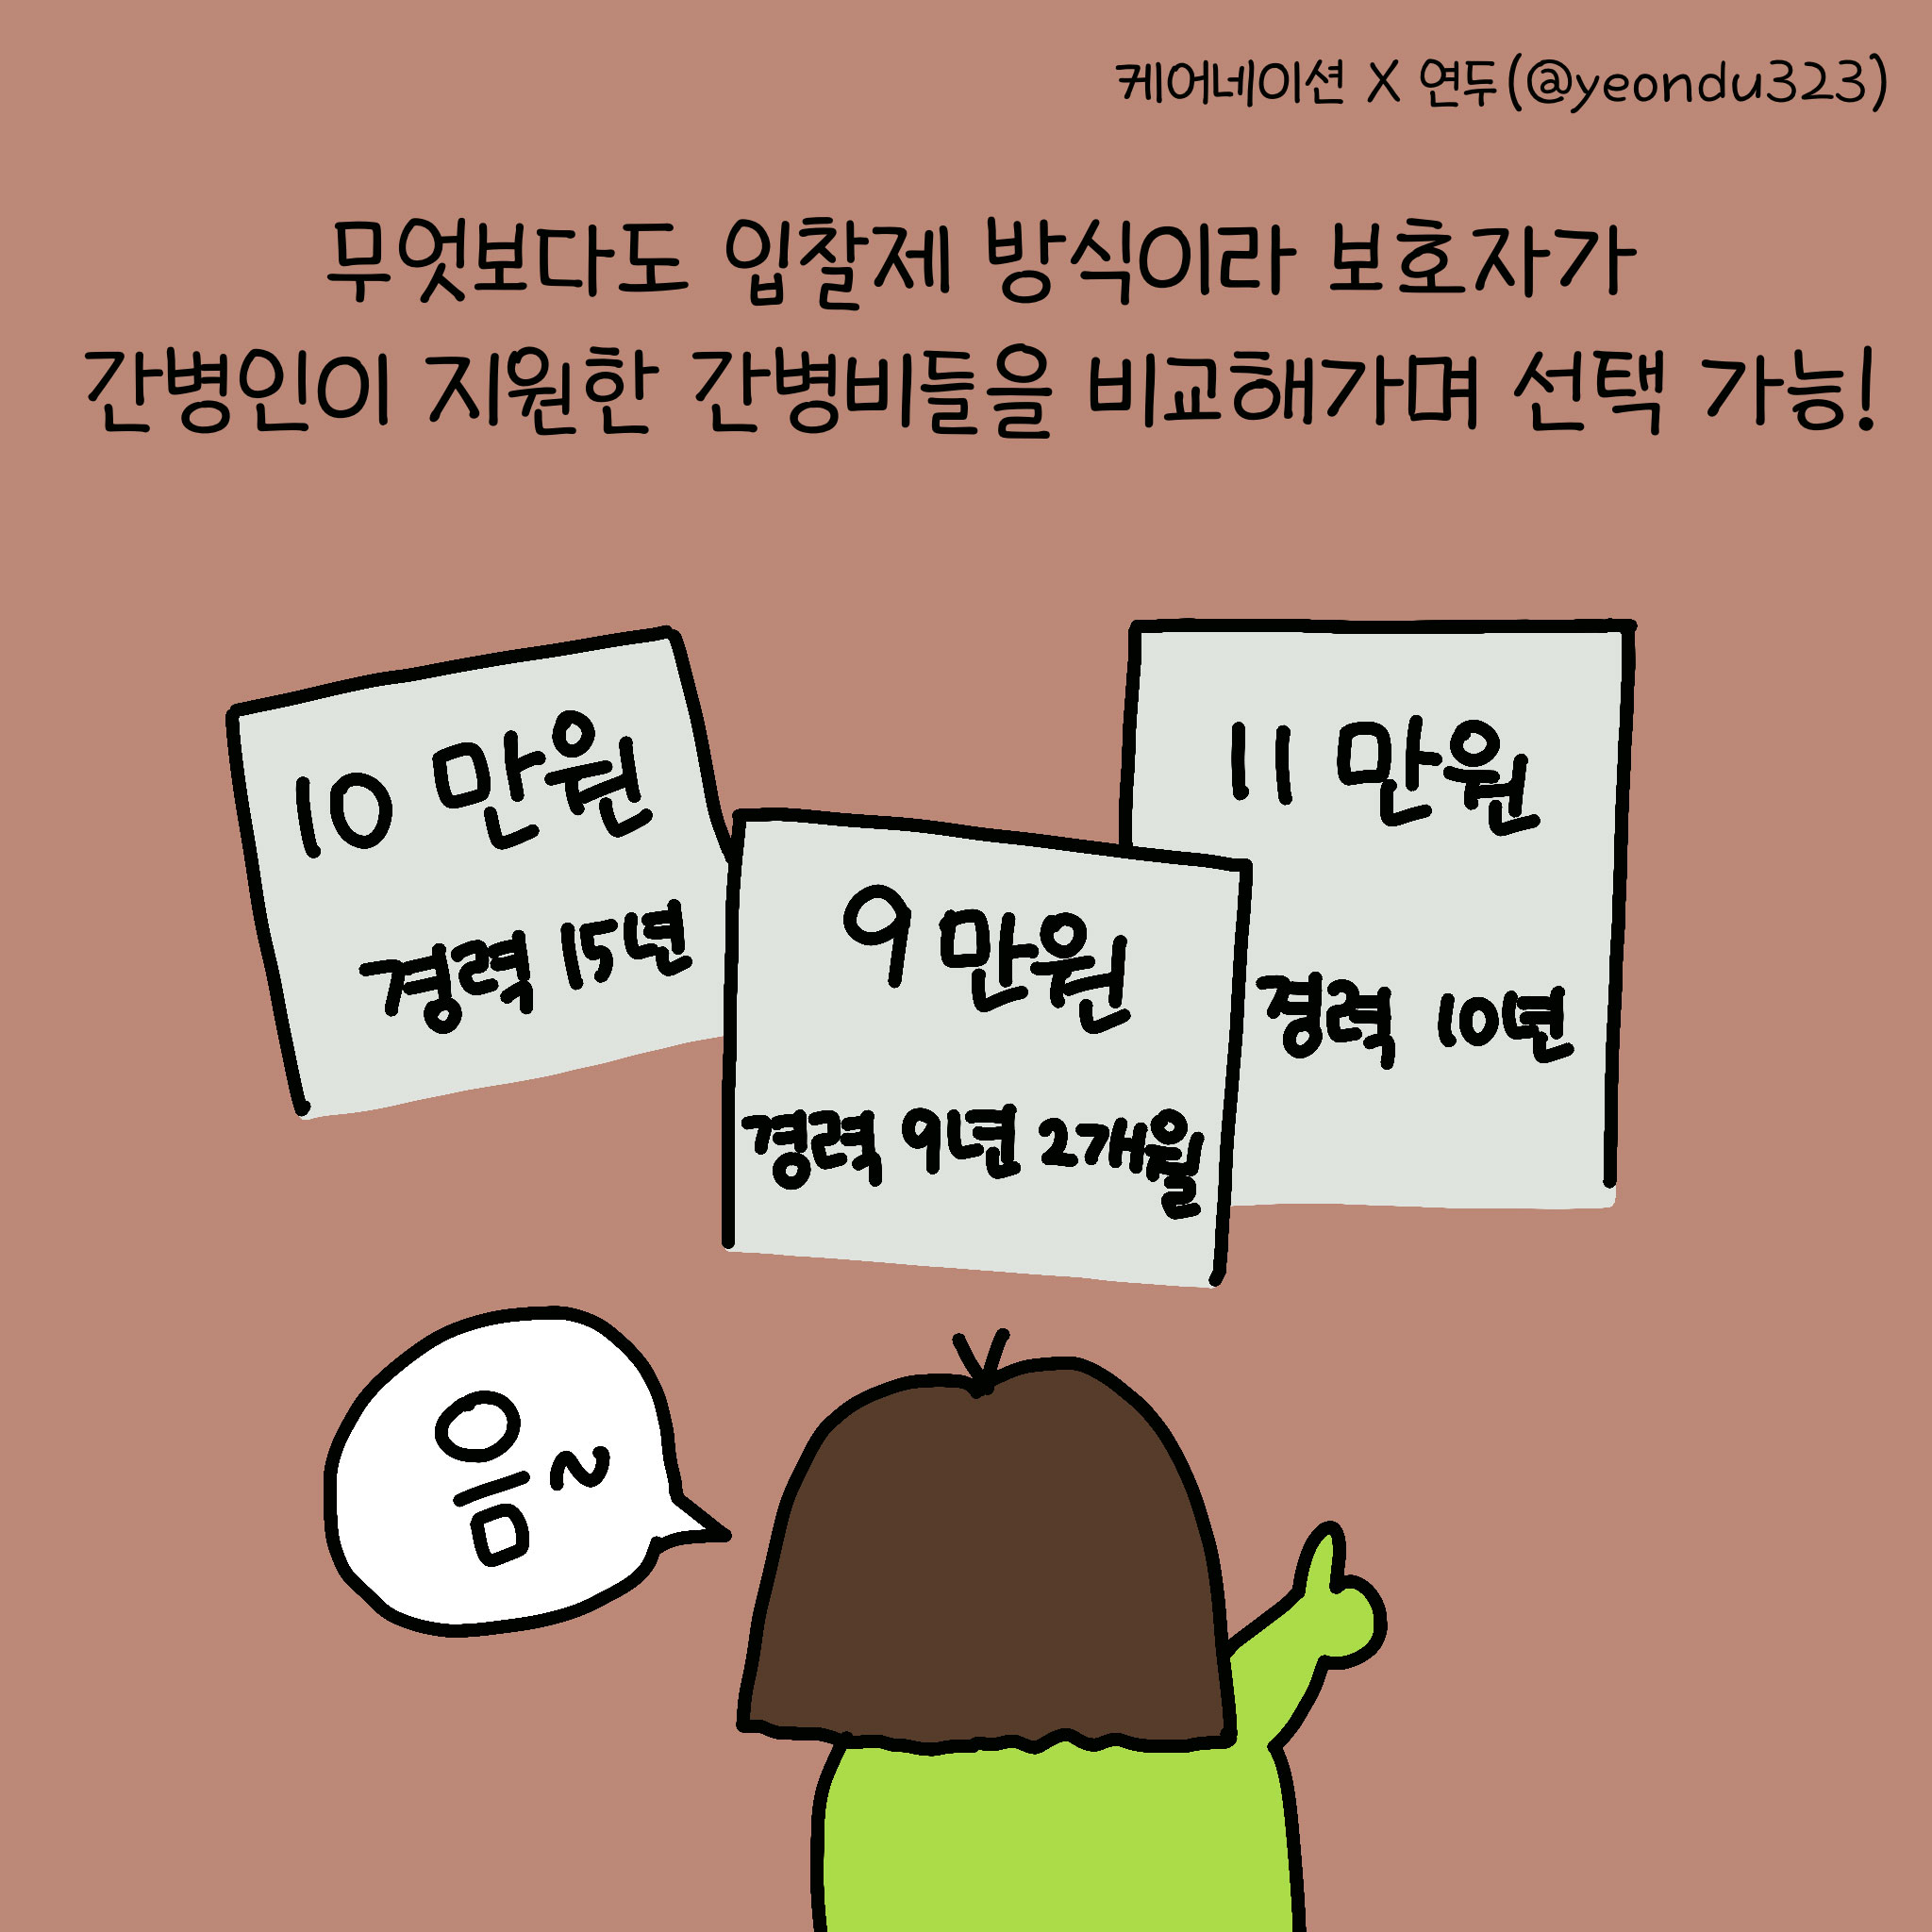 케어네이션 X 연두(@yeondu323)
무엇보다도 입찰제 방식이라 보호자가
간병인이 지원한 간병비들을 비교해가며 선택 가능!
10 만원
경력 15년
9 만원
경력 9년 2개월
11 만원
경력 10년
음~